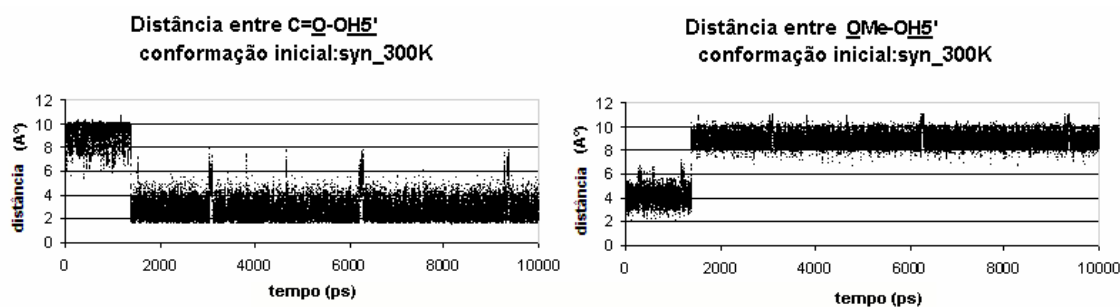 Distância entre C=O-OH5'
conformação inicial:syn_300K
distância (A°)
12
10
8
6
4
2
0
0 2000 4000 6000 8000 10000
tempo (ps)
Distância entre OMe-OH5'
conformação inicial:syn_300K
distância (A°)
12
10
8
6
4
2
0
0 2000 4000 6000 8000 10000
tempo (ps)